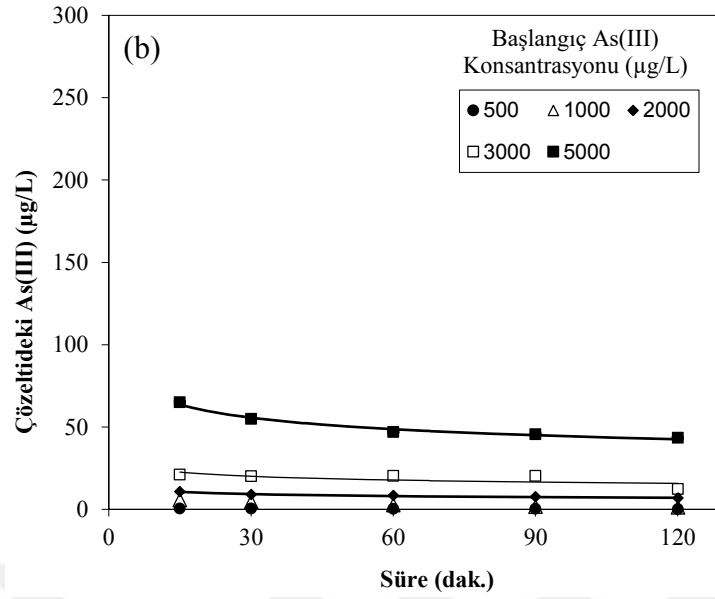 (b)
Başlangıç As(III)
Konsantrasyonu (µg/L)
500 1000 2000
3000 5000
Çözeltideki As(III) (µg/L)
300
250
200
150
100
50
0
0 30 60 90 120
Süre (dak.)